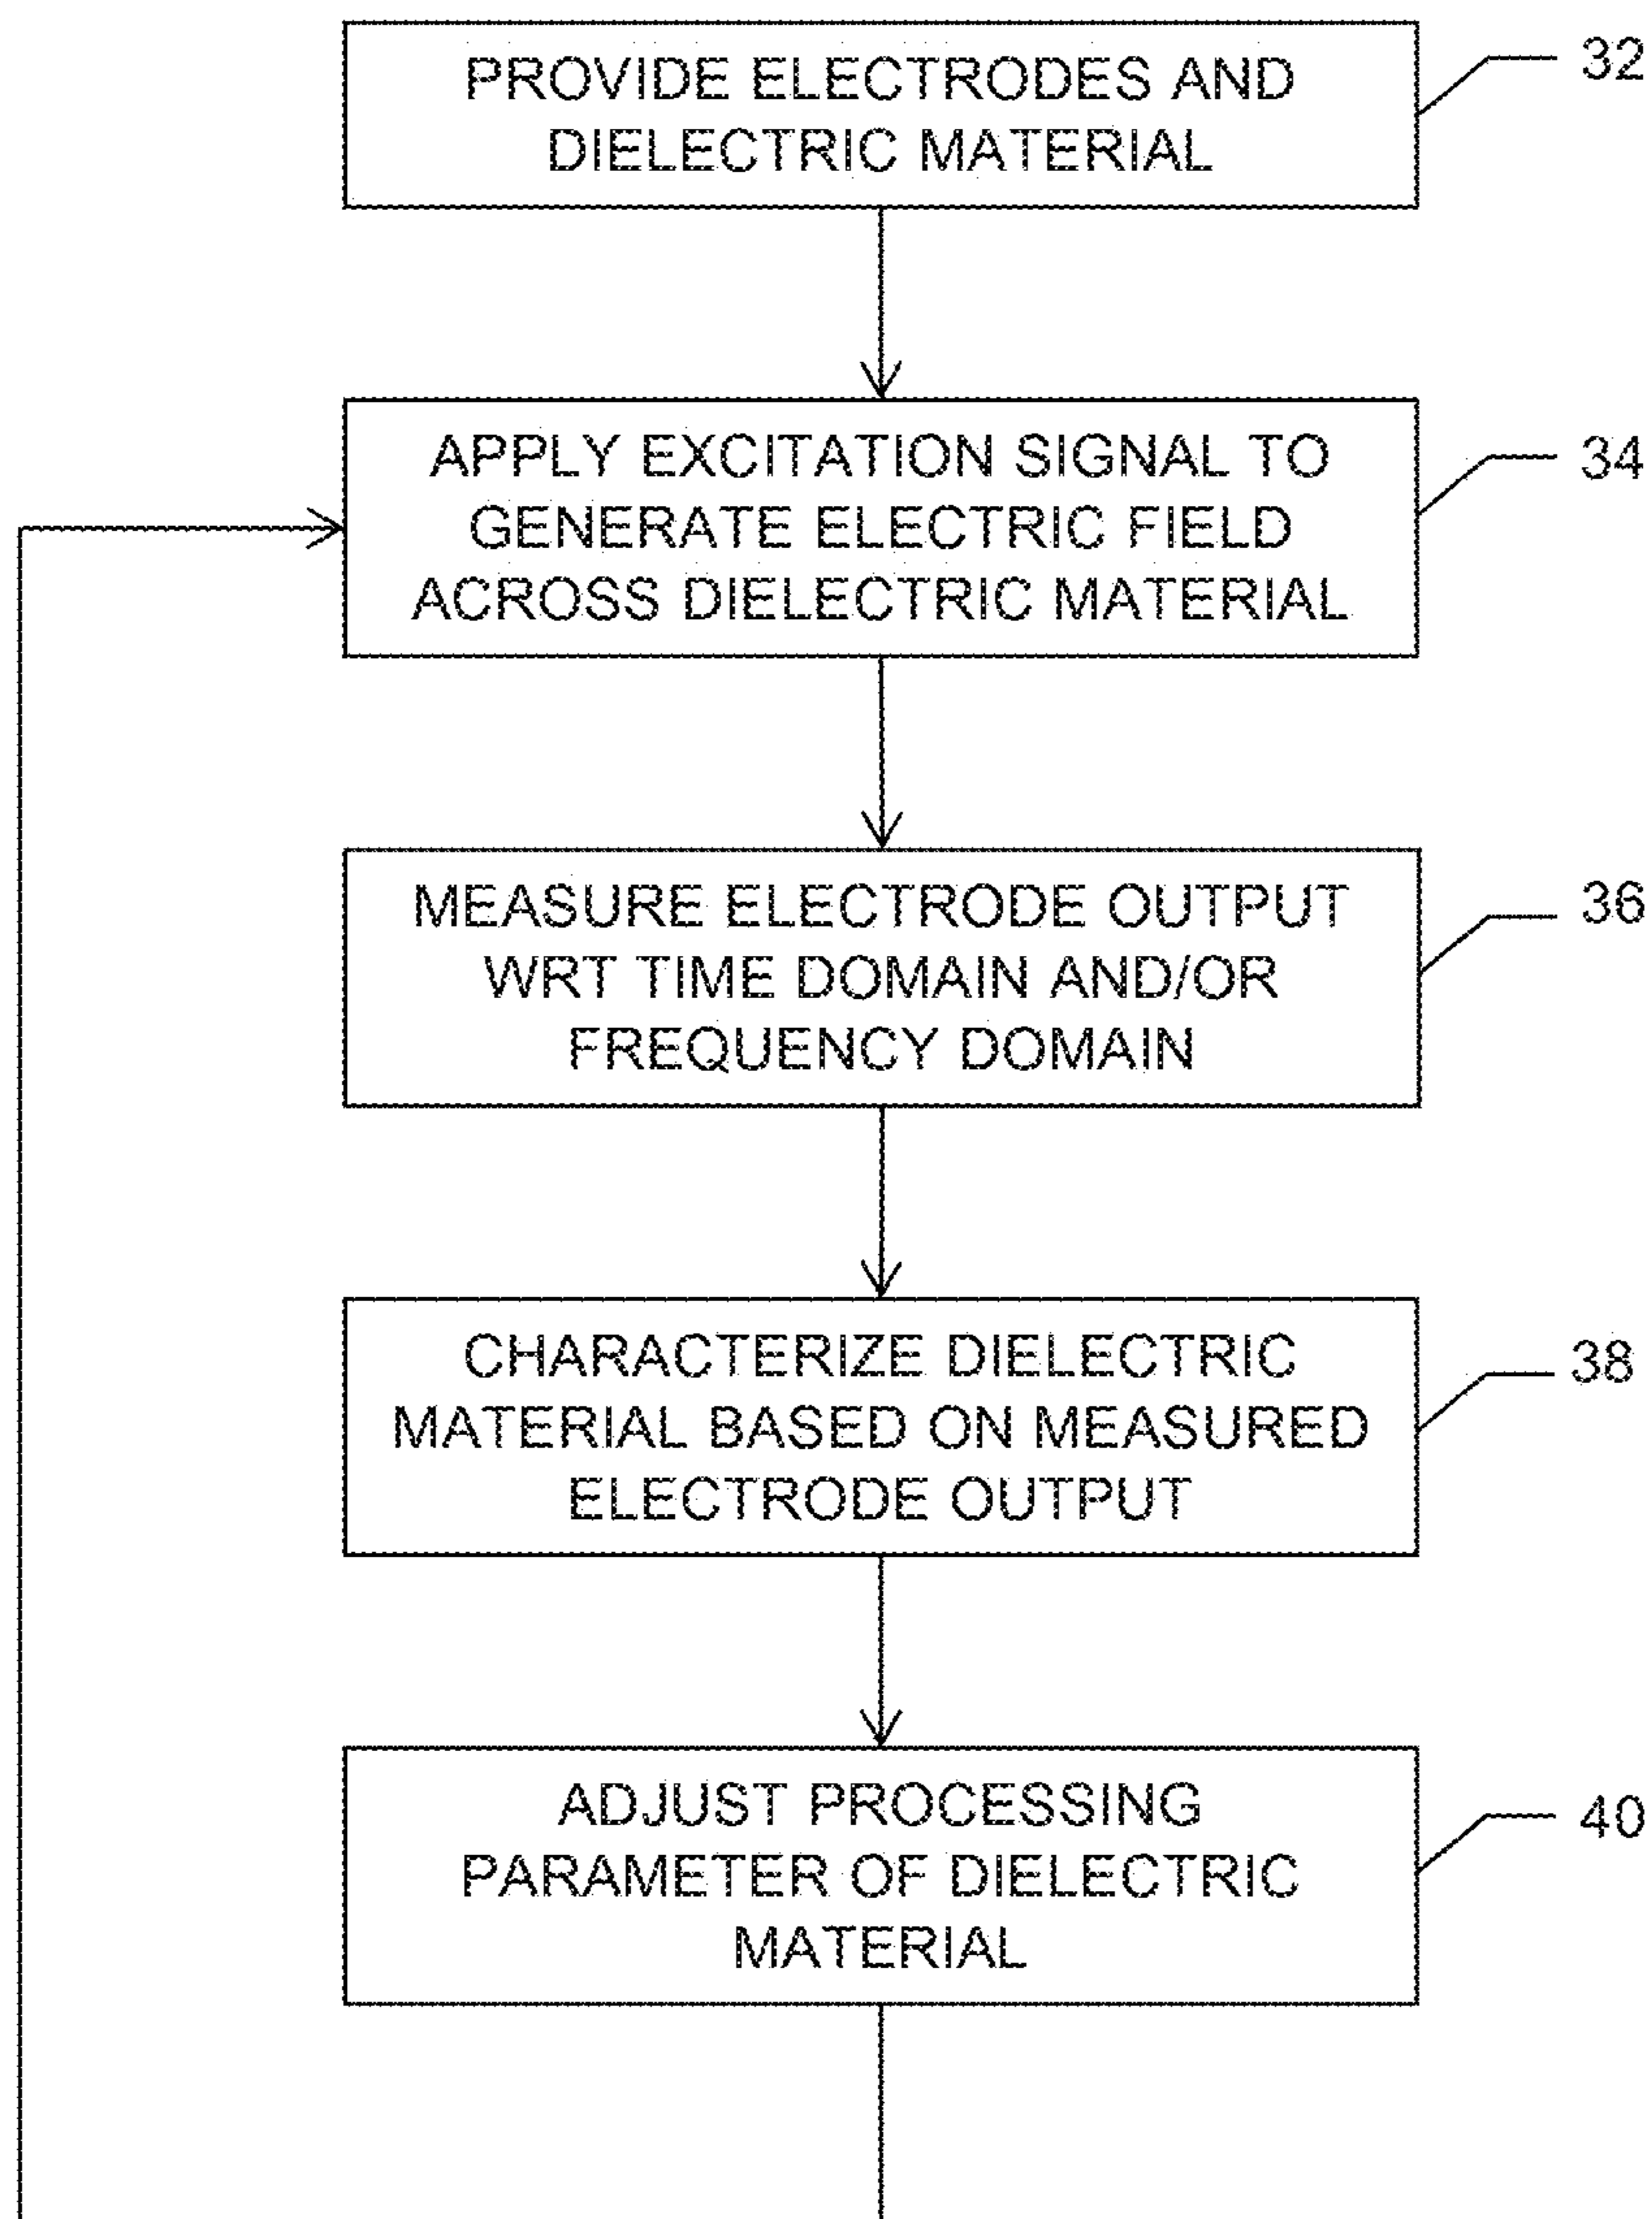 PROVIDE ELECTRODES AND
DIELECTRIC MATERIAL
32
APPLY EXCITATION SIGNAL TO
GENERATE ELECTRIC FIELD
ACROSS DIELECTRIC MATERIAL
34
MEASURE ELECTRODE OUTPUT
WRT TIME DOMAIN AND/OR
FREQUENCY DOMAIN
36
CHARACTERIZE DIELECTRIC
MATERIAL BASED ON MEASURED
ELECTRODE OUTPUT
38
ADJUST PROCESSING
PARAMETER OF DIELECTRIC
MATERIAL
40